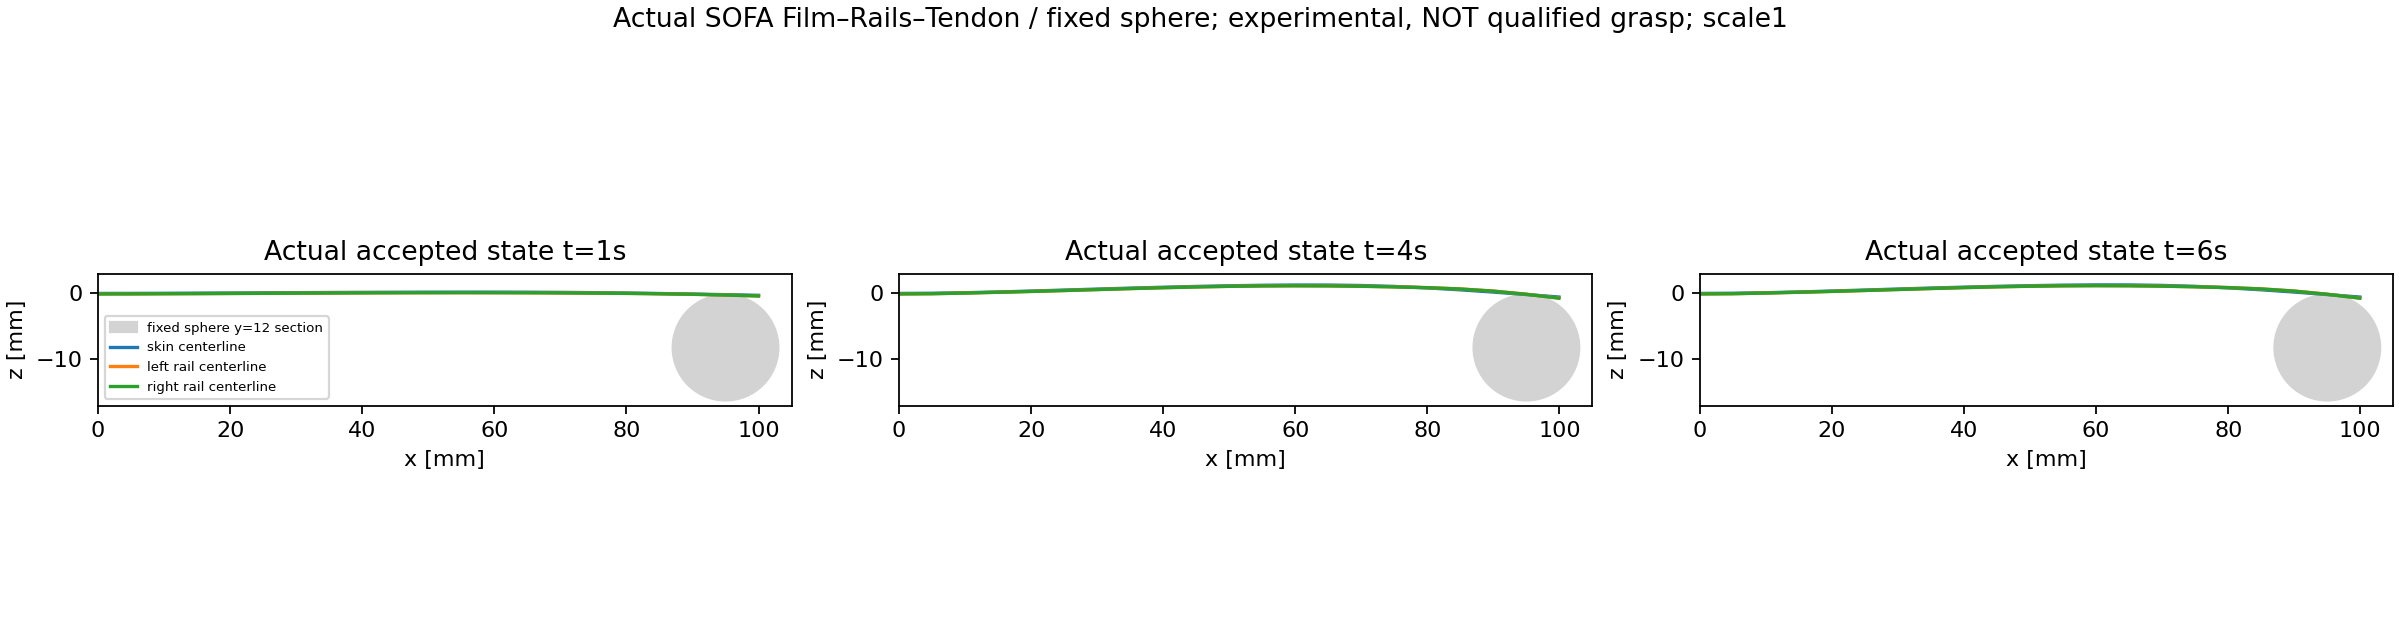 Actual SOFA Film–Rails–Tendon / fixed sphere; experimental, NOT qualified grasp; scale1
Actual accepted state t=1s
0
−10
z [mm]
fixed sphere y=12 section
skin centerline
left rail centerline
right rail centerline
0 20 40 60 80 100
x [mm]
Actual accepted state t=4s
0
−10
z [mm]
0 20 40 60 80 100
x [mm]
Actual accepted state t=6s
0
−10
z [mm]
0 20 40 60 80 100
x [mm]